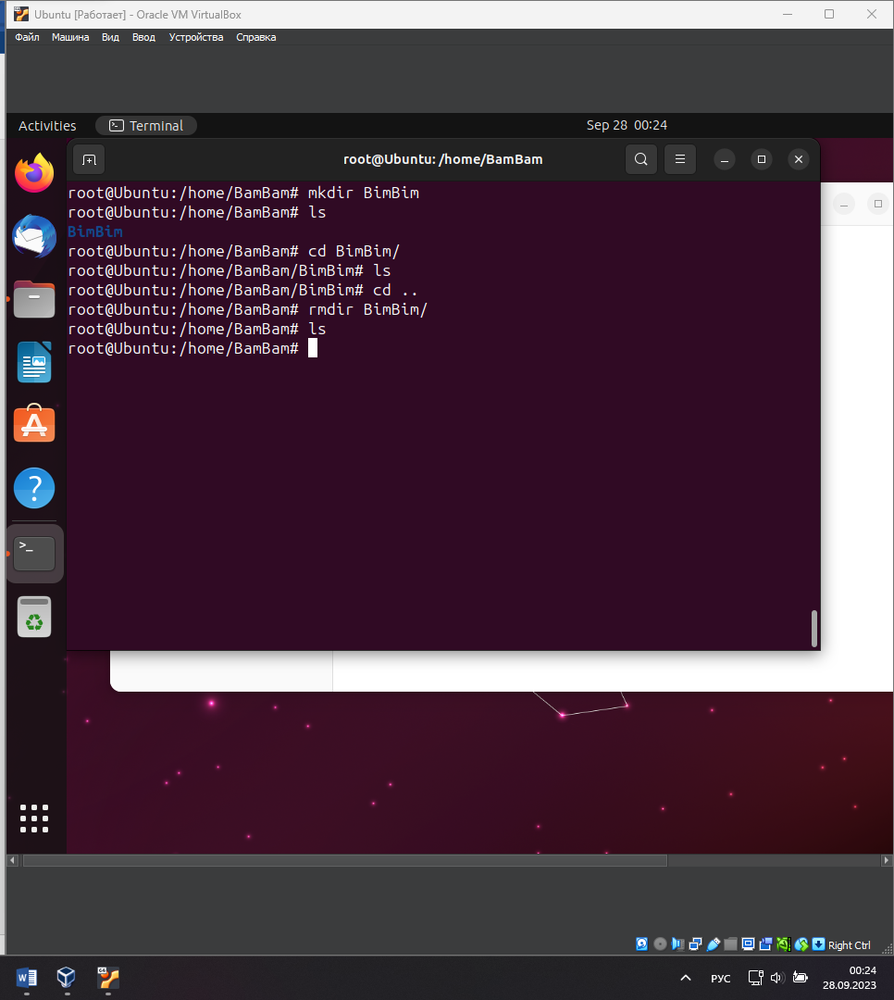 Ubuntu [Работает] - Oracle VM VirtualBox
Файл Машина Вид Ввод Устройства Справка
Activities Terminal Sep 28 00:24
root@Ubuntu: /home/BamBam
root@Ubuntu:/home/BamBam# mkdir BimBim
root@Ubuntu:/home/BamBam# ls
BimBim
root@Ubuntu:/home/BamBam# cd BimBim/
root@Ubuntu:/home/BamBam/BimBim# ls
root@Ubuntu:/home/BamBam/BimBim# cd ..
root@Ubuntu:/home/BamBam# rmdir BimBim/
root@Ubuntu:/home/BamBam# ls
root@Ubuntu:/home/BamBam#
Right Ctrl
РУС
00:24
28.09.2023